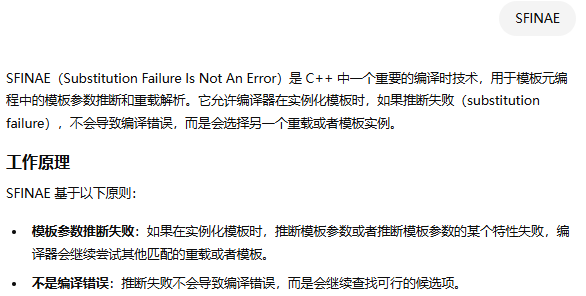 SFINAE
SFINAE（Substitution Failure Is Not An Error）是 C++ 中一个重要的编译时技术，用于模板元编
程中的模板参数推断和重载解析。它允许编译器在实例化模板时，如果推断失败（substitution
failure），不会导致编译错误，而是会选择另一个重载或者模板实例。
工作原理
SFINAE 基于以下原则：
• 模板参数推断失败：如果在实例化模板时，推断模板参数或者推断模板参数的某个特性失败，编
译器会继续尝试其他匹配的重载或者模板。
• 不是编译错误：推断失败不会导致编译错误，而是会继续查找可行的候选项。